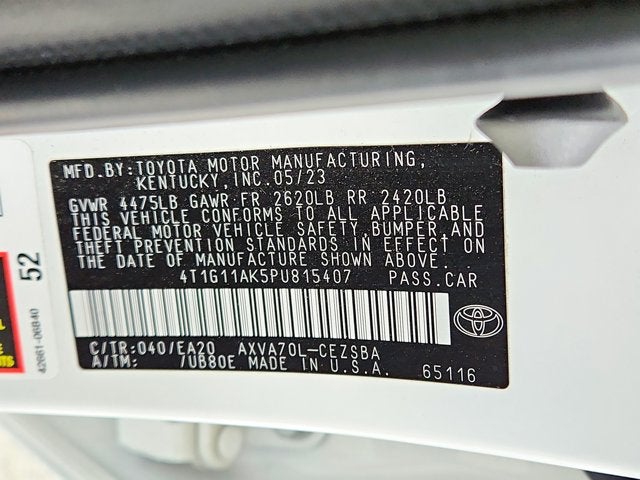 MFD.BY:TOYOTA MOTOR MANUFACTURING,
KENTUCKY, INC. 05/23
GVWR 4475LB GAWR FR 2620LB RR 2420LB
THIS VEHICLE CONFORMS TO ALL APPLICABLE
FEDERAL MOTOR VEHICLE SAFETY, BUMPER, AND
THEFT PREVENTION STANDARDS IN EFFECT ON
THE DATE OF MANUFACTURE SHOWN ABOVE.
4T1G11AK5PU815407 PASS.CAR
C/TR:040/EA20 AXVA70L-CEZSBA
A/TM: /UB80E MADE IN U.S.A. 65116
52
42661-06B40